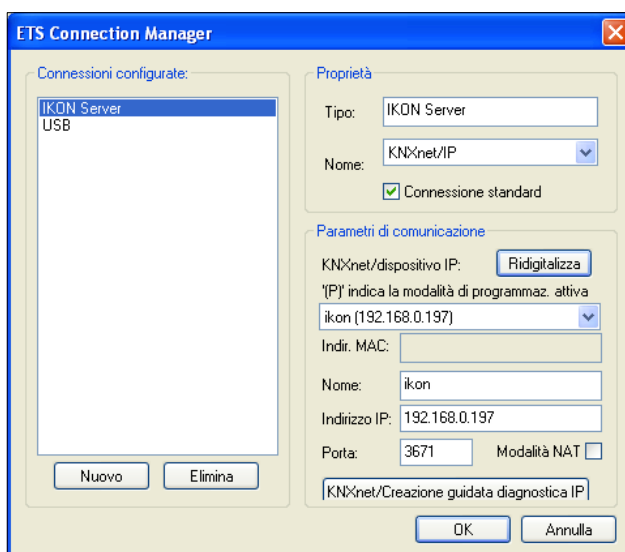 ETS Connection Manager
Connessioni configurate:
IKON Server
USB
Nuovo
Elimina
Proprietà
Tipo:
IKON Server
Nome:
KNXnet/IP
Connessione standard
Parametri di comunicazione
KNXnet/dispositivo IP:
Ridigitalizza
'(P)' indica la modalità di programmaz. attiva
ikon (192.168.0.197)
Indir. MAC:
Nome:
ikon
Indirizzo IP:
192.168.0.197
Porta:
3671
Modalità NAT
KNXnet/Creazione guidata diagnostica IP
OK
Annulla